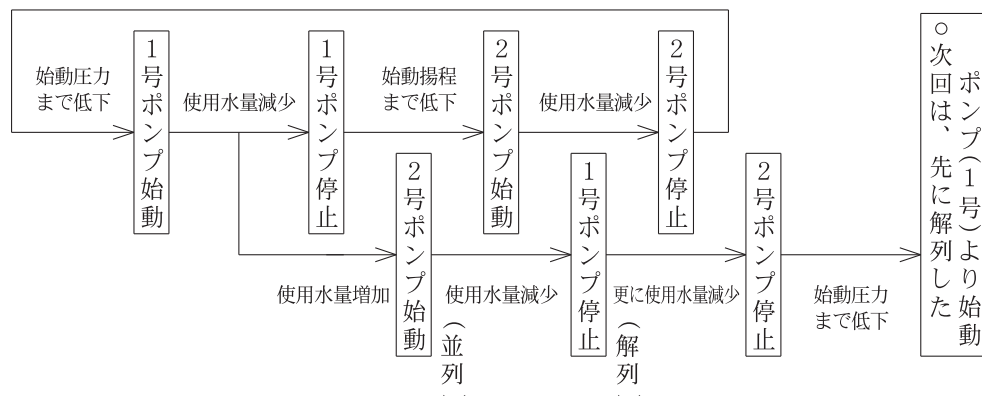 始動圧力
まで低下
1号ポンプ始動
使用水量減少
1号ポンプ停止
始動揚程
まで低下
2号ポンプ始動
使用水量減少
2号ポンプ停止
使用水量増加
2号ポンプ始動
(並列
使用水量減少
1号ポンプ停止
(解列
更に使用水量減少
2号ポンプ停止
始動圧力
まで低下
○次回は、先に解列した
ポンプ(1号)より始動